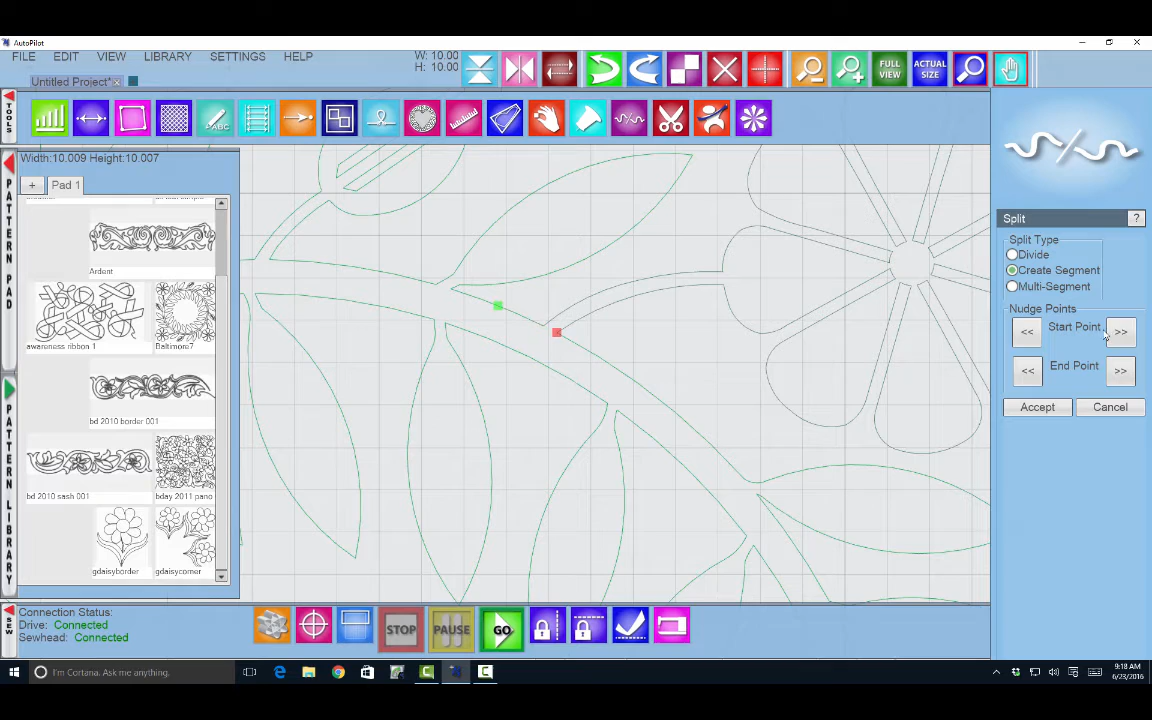 AutoPilot
FILE EDIT VIEW LIBRARY SETTINGS HELP
W: 10.00
H: 10.00
FULL VIEW
ACTUAL SIZE
Untitled Project*
TOOLS
ABC
Width:10.009 Height:10.007
+ Pad 1
PATTERN PAD
PATTERN LIBRARY
Ardent
awareness ribbon 1 Baltimore7
bd 2010 border 001
bd 2010 sash 001 bday 2011 pano
gdaisyborder gdaisycorner
Split ?
Split Type
Divide
Create Segment
Multi-Segment
Nudge Points
<< Start Point >>
<< End Point >>
Accept Cancel
SEW
Connection Status:
Drive: Connected
Sewhead: Connected
STOP PAUSE GO
I'm Cortana. Ask me anything.
9:18 AM
6/23/2016